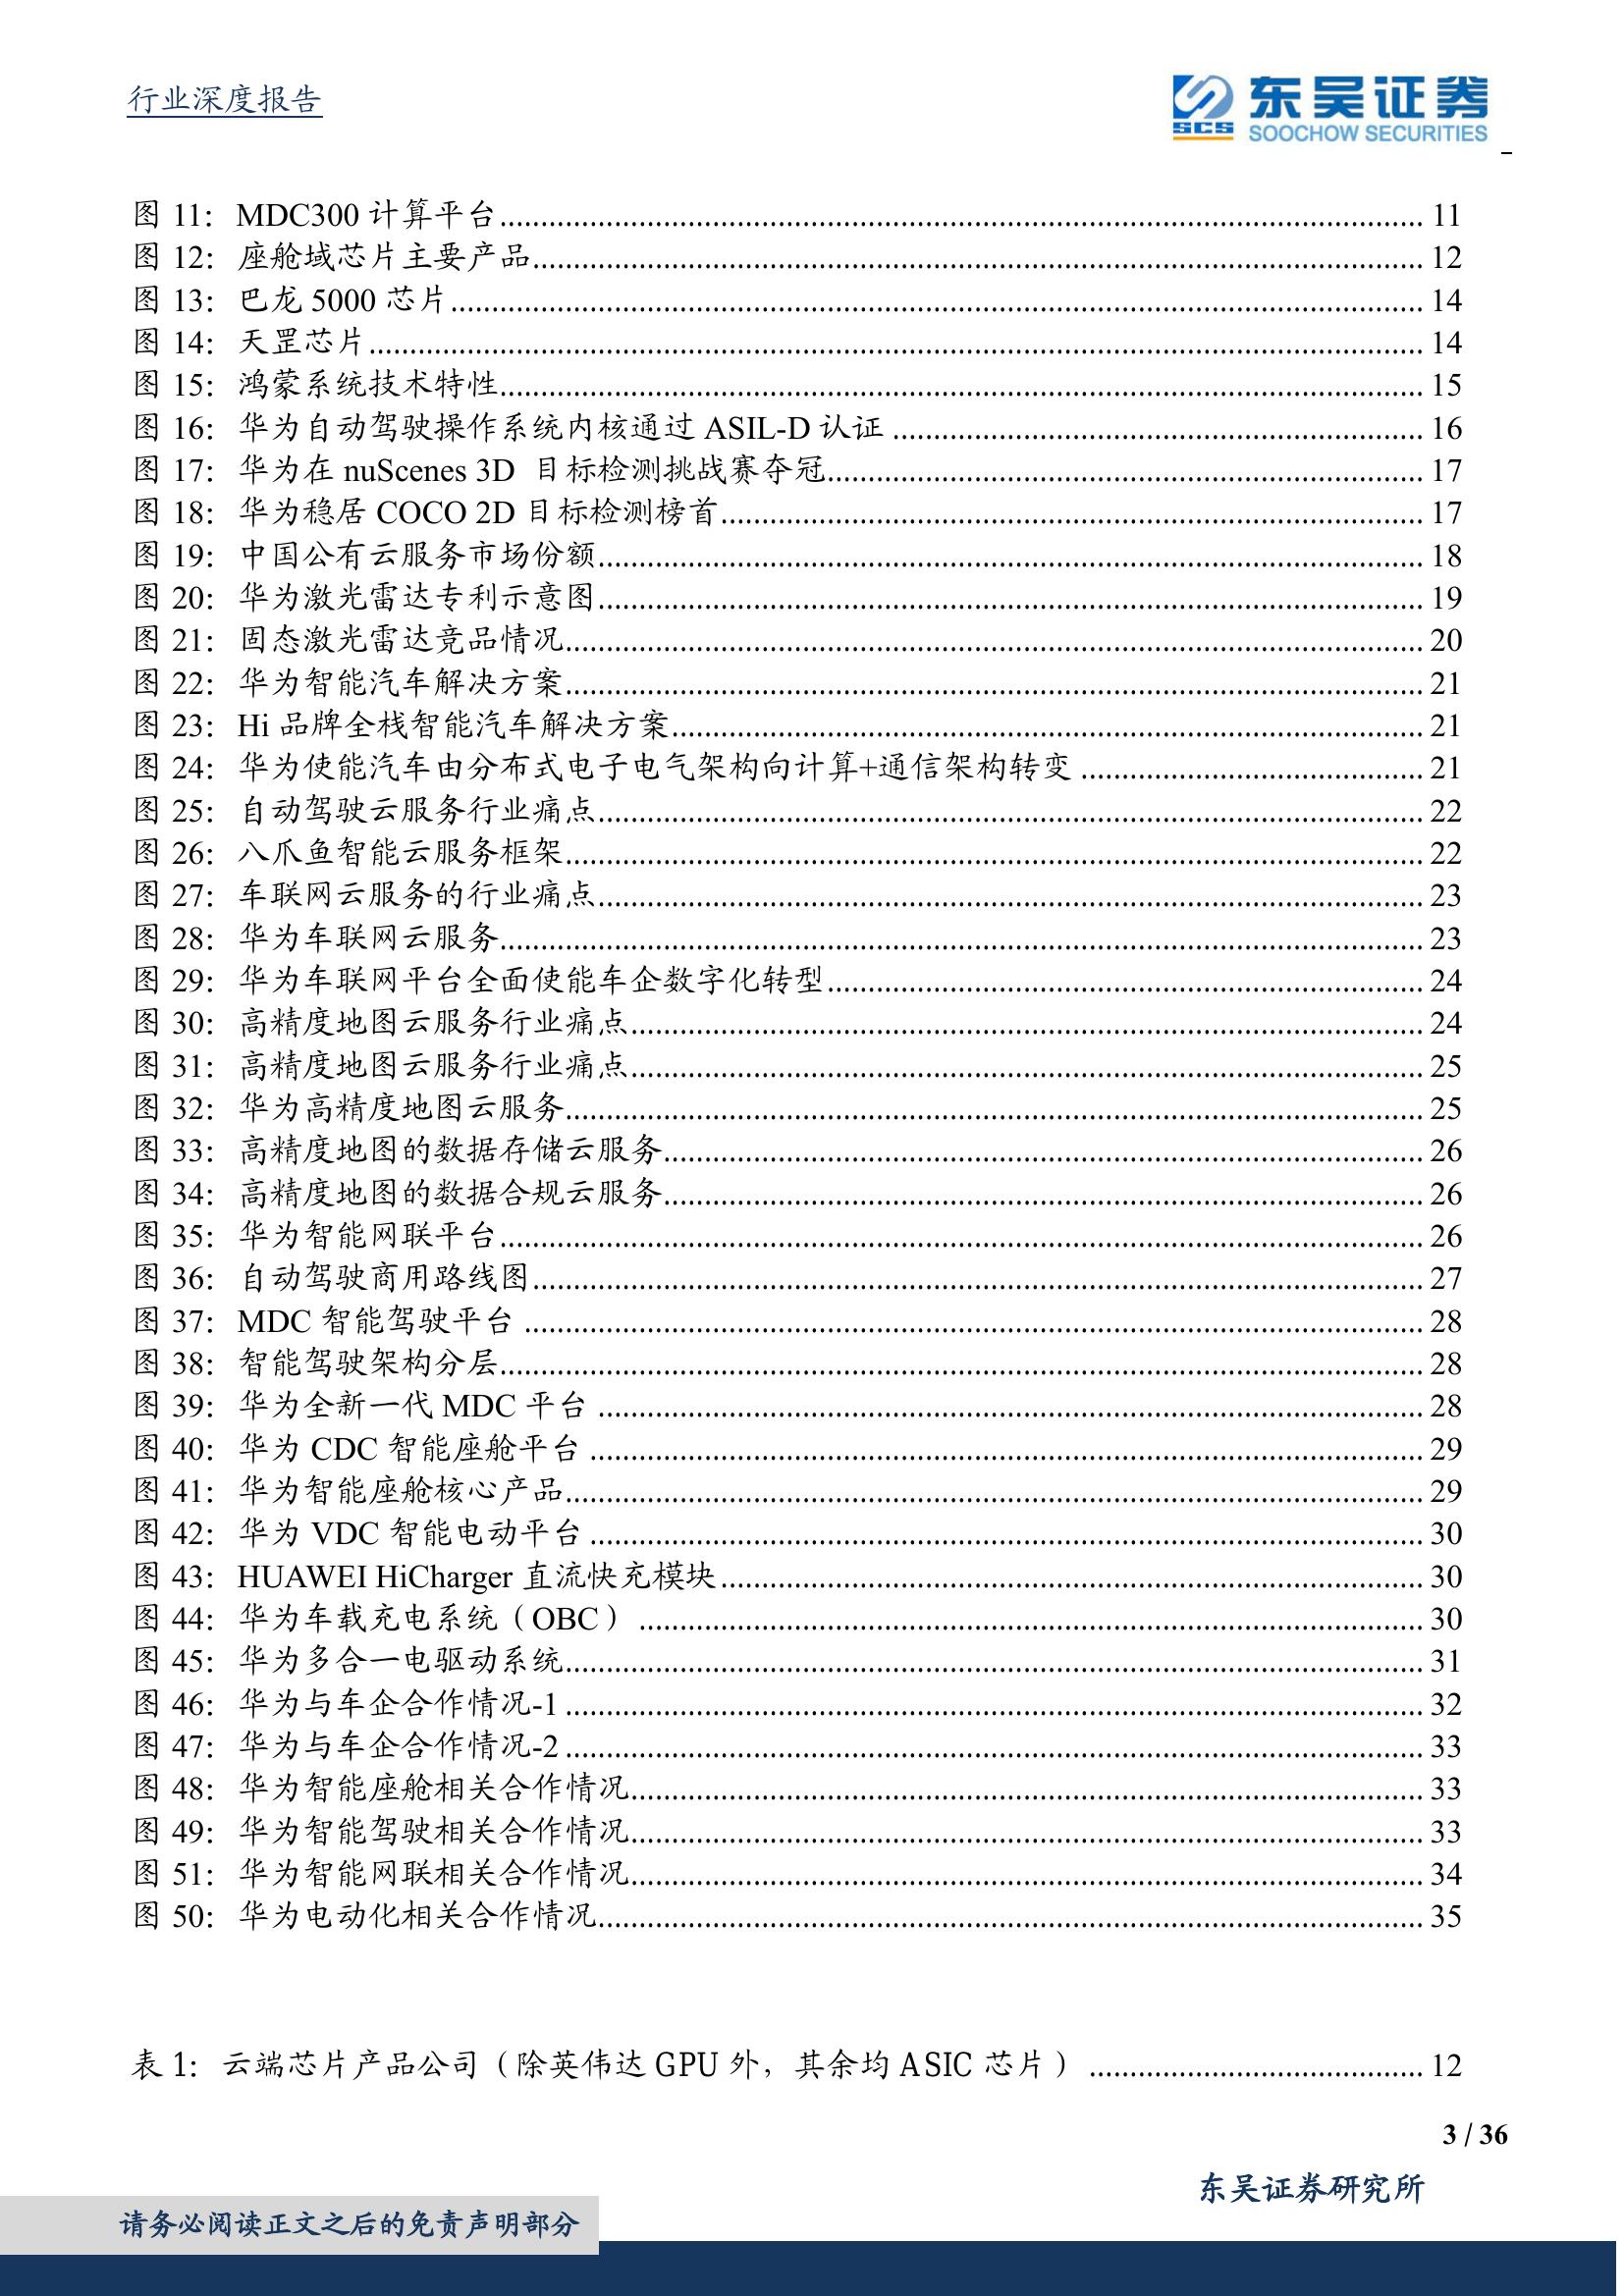 行业深度报告
东吴证券
SCS
SOOCHOW SECURITIES
图 11: MDC300 计算平台 11
图 12: 座舱域芯片主要产品 12
图 13: 巴龙 5000 芯片 14
图 14: 天罡芯片 14
图 15: 鸿蒙系统技术特性 15
图 16: 华为自动驾驶操作系统内核通过 ASIL-D 认证 16
图 17: 华为在 nuScenes 3D 目标检测挑战赛夺冠 17
图 18: 华为稳居 COCO 2D 目标检测榜首 17
图 19: 中国公有云服务市场份额 18
图 20: 华为激光雷达专利示意图 19
图 21: 固态激光雷达竞品情况 20
图 22: 华为智能汽车解决方案 21
图 23: Hi 品牌全栈智能汽车解决方案 21
图 24: 华为使能汽车由分布式电子电气架构向计算+通信架构转变 21
图 25: 自动驾驶云服务行业痛点 22
图 26: 八爪鱼智能云服务框架 22
图 27: 车联网云服务的行业痛点 23
图 28: 华为车联网云服务 23
图 29: 华为车联网平台全面使能车企数字化转型 24
图 30: 高精度地图云服务行业痛点 24
图 31: 高精度地图云服务行业痛点 25
图 32: 华为高精度地图云服务 25
图 33: 高精度地图的数据存储云服务 26
图 34: 高精度地图的数据合规云服务 26
图 35: 华为智能网联平台 26
图 36: 自动驾驶商用路线图 27
图 37: MDC 智能驾驶平台 28
图 38: 智能驾驶架构分层 28
图 39: 华为全新一代 MDC 平台 28
图 40: 华为 CDC 智能座舱平台 29
图 41: 华为智能座舱核心产品 29
图 42: 华为 VDC 智能电动平台 30
图 43: HUAWEI HiCharger 直流快充模块 30
图 44: 华为车载充电系统（OBC） 30
图 45: 华为多合一电驱动系统 31
图 46: 华为与车企合作情况-1 32
图 47: 华为与车企合作情况-2 33
图 48: 华为智能座舱相关合作情况 33
图 49: 华为智能驾驶相关合作情况 33
图 51: 华为智能网联相关合作情况 34
图 50: 华为电动化相关合作情况 35
表 1: 云端芯片产品公司（除英伟达 GPU 外，其余均 ASIC 芯片） 12
3 / 36
东吴证券研究所
请务必阅读正文之后的免责声明部分